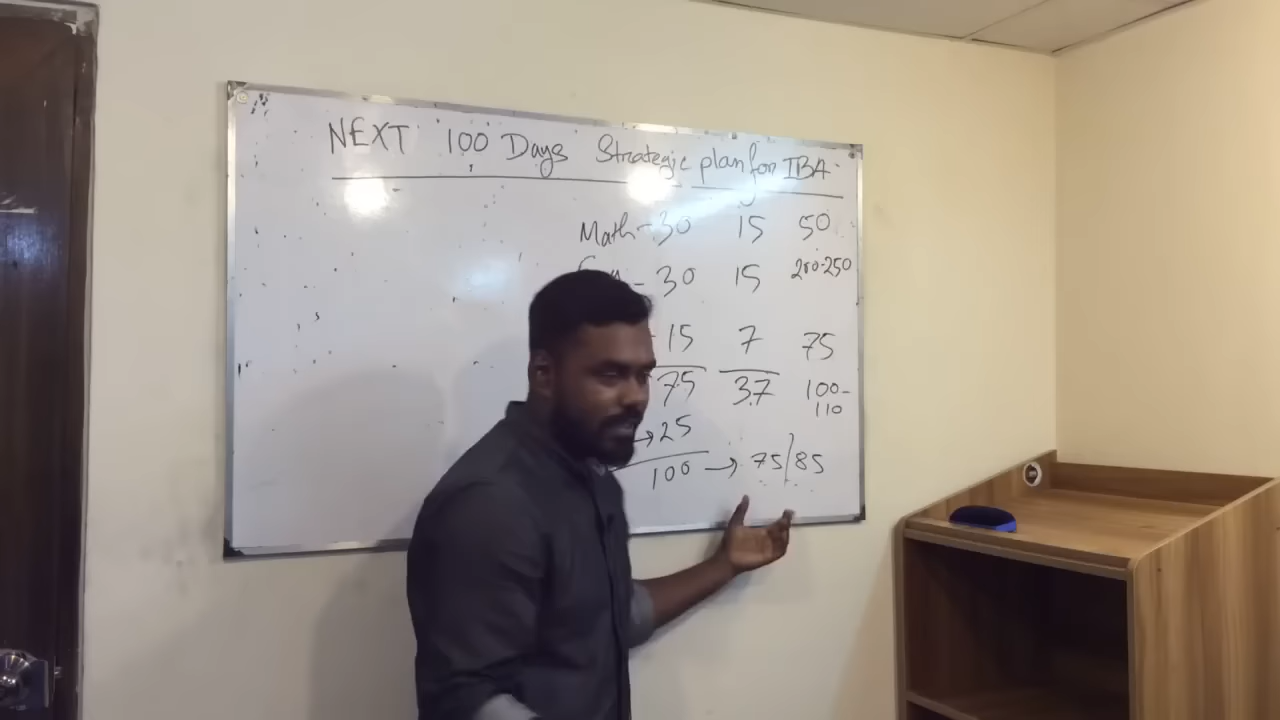 NEXT 100 Days Strategic plan for IBA
Math - 30 15 50
- 30 15 200-250
- 15 7 75
75 37 100-
110
→ 25
100 → 75/85